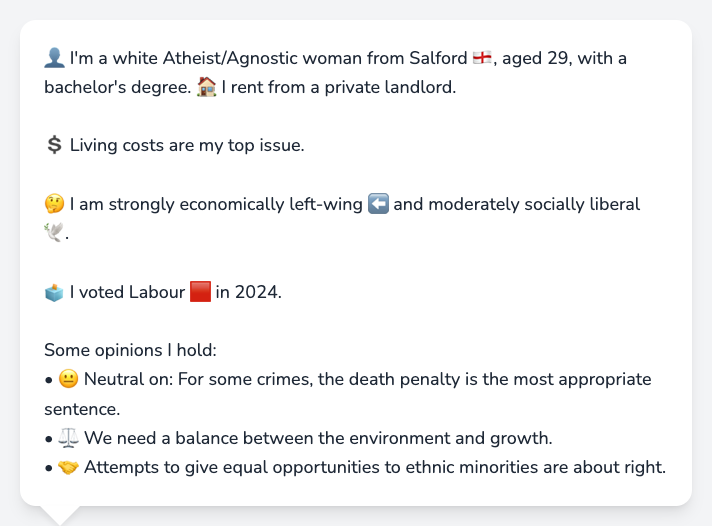 👤 I'm a white Atheist/Agnostic woman from Salford 🏴󠁧󠁢󠁥󠁮󠁧󠁿, aged 29, with a
bachelor's degree. 🏠 I rent from a private landlord.
💲 Living costs are my top issue.
🤔 I am strongly economically left-wing ⬅️ and moderately socially liberal
🕊️.
🗳️ I voted Labour 🟥 in 2024.
Some opinions I hold:
• 😐 Neutral on: For some crimes, the death penalty is the most appropriate
sentence.
• ⚖️ We need a balance between the environment and growth.
• 🤝 Attempts to give equal opportunities to ethnic minorities are about right.